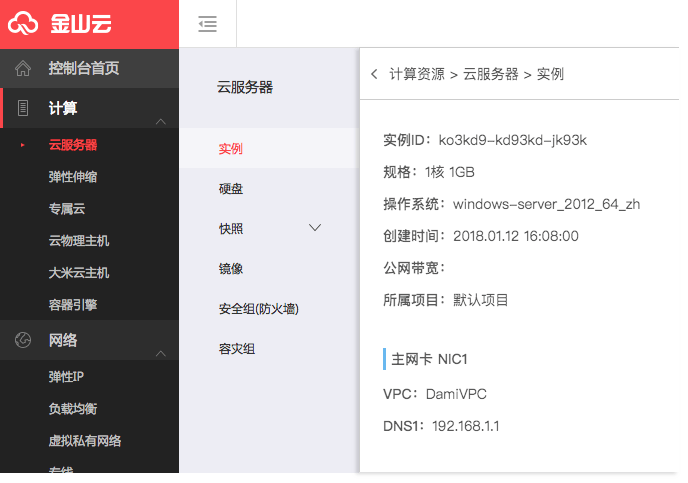 金山云
控制台首页
计算
云服务器
弹性伸缩
专属云
云物理主机
大米云主机
容器引擎
网络
弹性IP
负载均衡
虚拟私有网络
专线
云服务器
实例
硬盘
快照
镜像
安全组(防火墙)
容灾组
计算资源 > 云服务器 > 实例
实例ID：ko3kd9-kd93kd-jk93k
规格：1核 1GB
操作系统：windows-server_2012_64_zh
创建时间：2018.01.12 16:08:00
公网带宽：
所属项目：默认项目
主网卡 NIC1
VPC：DamiVPC
DNS1：192.168.1.1